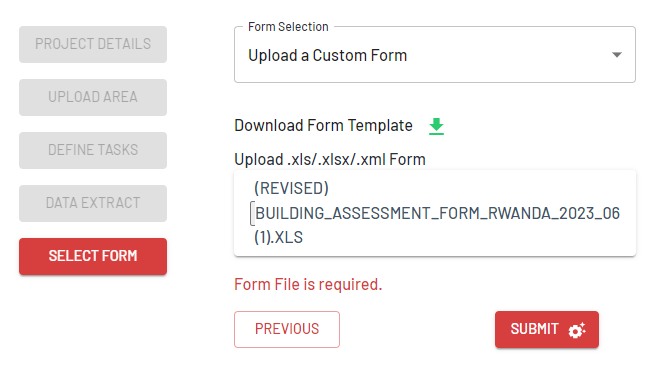 PROJECT DETAILS
UPLOAD AREA
DEFINE TASKS
DATA EXTRACT
SELECT FORM
Form Selection
Upload a Custom Form
Download Form Template
Upload .xls/.xlsx/.xml Form
(REVISED)
BUILDING_ASSESSMENT_FORM_RWANDA_2023_06
(1).XLS
Form File is required.
PREVIOUS
SUBMIT